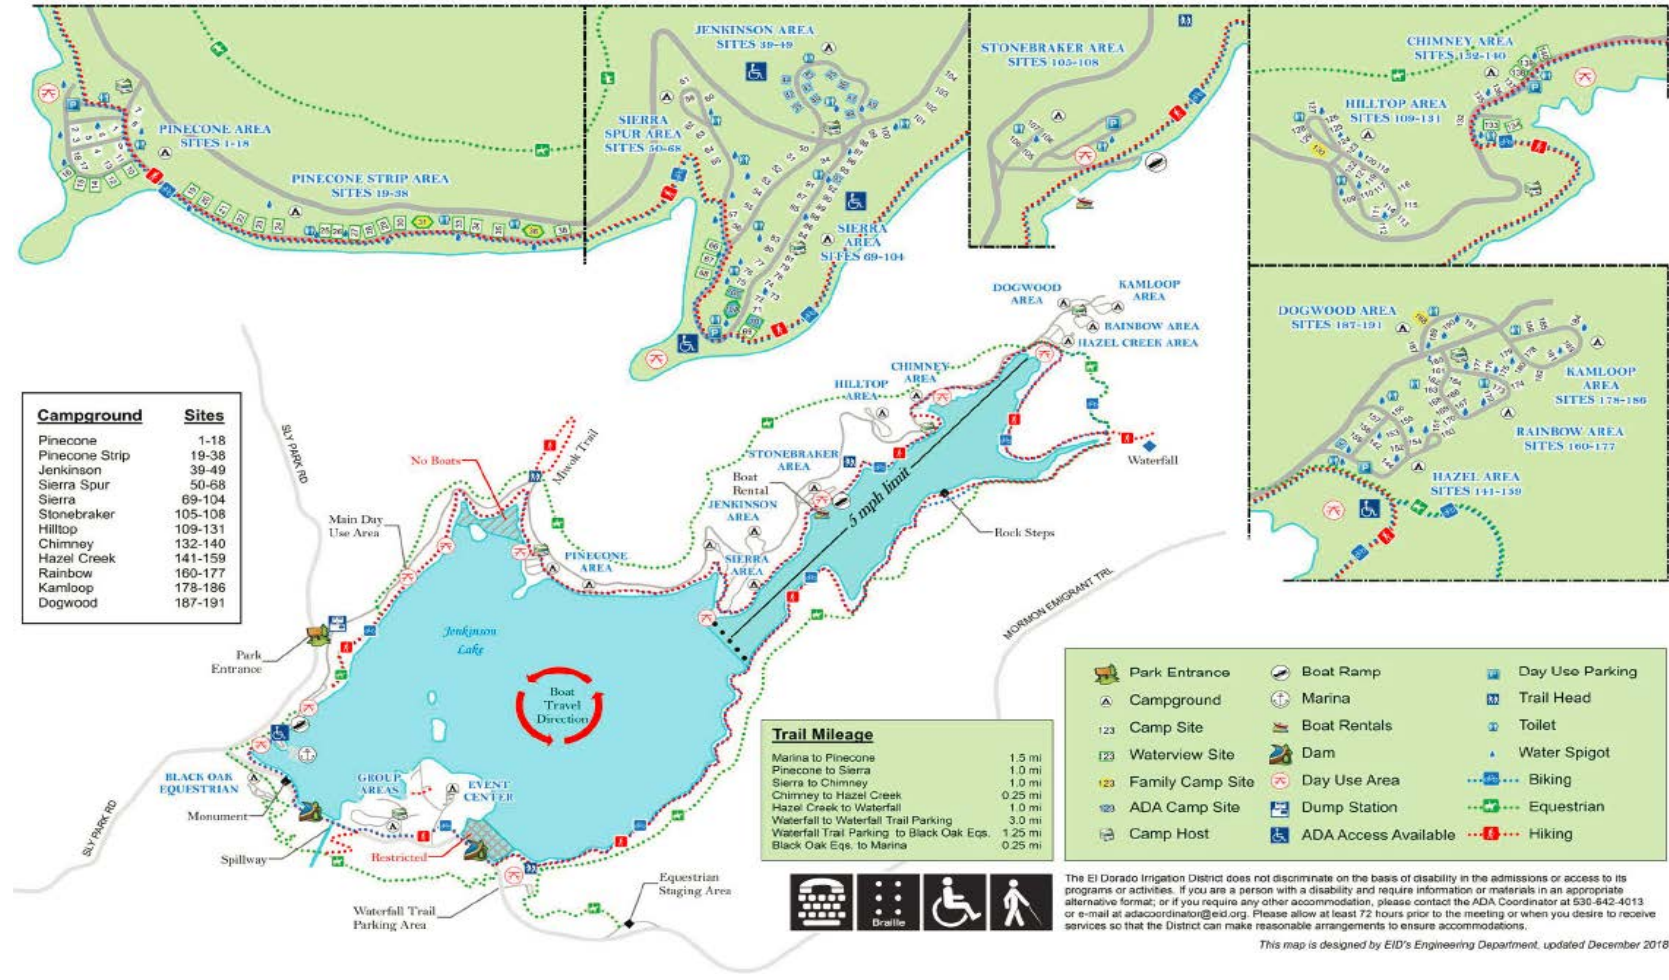 PINECONE AREA
SITES 1-18
PINECONE STRIP AREA
SITES 19-38
JENKINSON AREA
SITES 39-49
SIERRA
SPUR AREA
SITES 50-68
SIERRA
AREA
SITES 69-104
STONEBRAKER AREA
SITES 105-108
CHIMNEY AREA
SITES 132-140
HILLTOP AREA
SITES 109-131
DOGWOOD AREA
SITES 187-191
KAMLOOP
AREA
SITES 178-186
RAINBOW AREA
SITES 160-177
HAZEL AREA
SITES 141-159
Campground Sites
Pinecone 1-18
Pinecone Strip 19-38
Jenkinson 39-49
Sierra Spur 50-68
Sierra 69-104
Stonebraker 105-108
Hilltop 109-131
Chimney 132-140
Hazel Creek 141-159
Rainbow 160-177
Kamloop 178-186
Dogwood 187-191
SLY PARK RD
No Boats
Miwok Trail
Main Day
Use Area
PINECONE
AREA
Park
Entrance
Jenkinson
Lake
Boat
Travel
Direction
DOGWOOD
AREA
KAMLOOP
AREA
RAINBOW AREA
HAZEL CREEK AREA
CHIMNEY
AREA
HILLTOP
AREA
STONEBRAKER
AREA
Boat
Rental
JENKINSON
AREA
SIERRA
AREA
5 mph limit
Waterfall
Rock Steps
MORMON EMIGRANT TRL
BLACK OAK
EQUESTRIAN
GROUP
AREAS
EVENT
CENTER
Monument
SLY PARK RD
Spillway
Restricted
Waterfall Trail
Parking Area
Equestrian
Staging Area
Trail Mileage
Marina to Pinecone 1.5 mi
Pinecone to Sierra 1.0 mi
Sierra to Chimney 1.0 mi
Chimney to Hazel Creek 0.25 mi
Hazel Creek to Waterfall 1.0 mi
Waterfall to Waterfall Trail Parking 3.0 mi
Waterfall Trail Parking to Black Oak Eqs. 1.25 mi
Black Oak Eqs. to Marina 0.25 mi
Braille
Park Entrance
Campground
123 Camp Site
123 Waterview Site
123 Family Camp Site
123 ADA Camp Site
Camp Host
Boat Ramp
Marina
Boat Rentals
Dam
Day Use Area
Dump Station
ADA Access Available
Day Use Parking
Trail Head
Toilet
Water Spigot
Biking
Equestrian
Hiking
The El Dorado Irrigation District does not discriminate on the basis of disability in the admissions or access to its
programs or activities. If you are a person with a disability and require information or materials in an appropriate
alternative format; or if you require any other accommodation, please contact the ADA Coordinator at 530-642-4013
or e-mail at adacoordinator@eid.org. Please allow at least 72 hours prior to the meeting or when you desire to receive
services so that the District can make reasonable arrangements to ensure accommodations.
This map is designed by EID's Engineering Department, updated December 2018